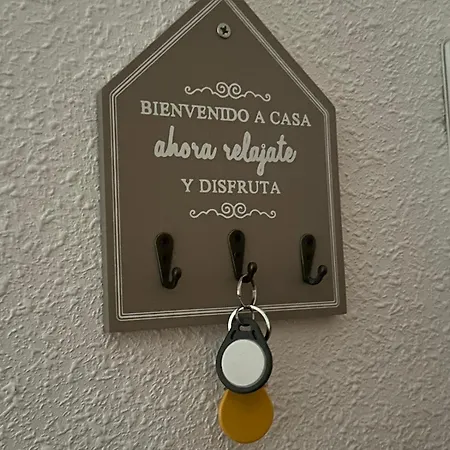 BIENVENIDO A CASA
ahora relajate
Y DISFRUTA